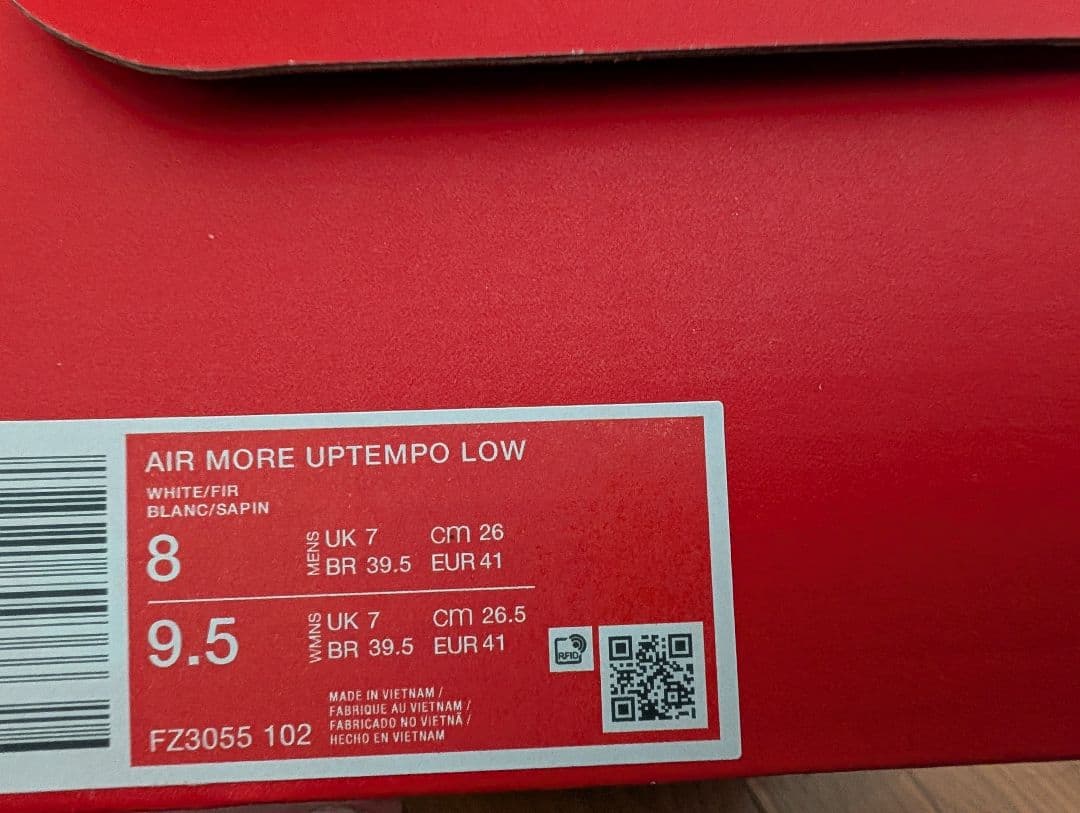 AIR MORE UPTEMPO LOW
WHITE/FIR
BLANC/SAPIN
8 MENS UK 7 cm 26
BR 39.5 EUR 41
9.5 WMNS UK 7 cm 26.5
BR 39.5 EUR 41
RFID
MADE IN VIETNAM /
FABRIQUE AU VIETNAM /
FABRICADO NO VIETNÃ /
HECHO EN VIETNAM
FZ3055 102